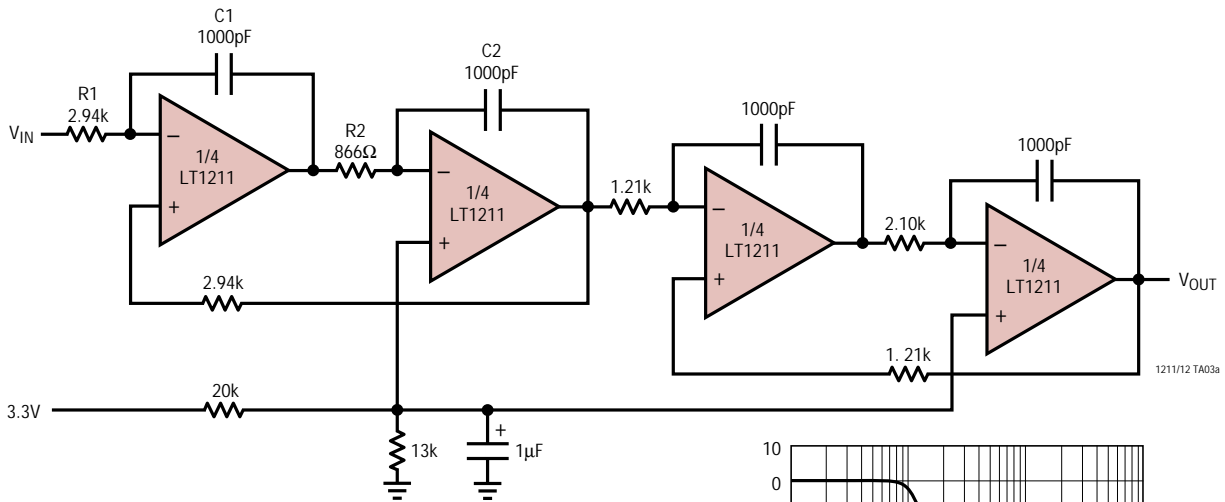 C1
1000pF
R1
2.94k
VIN
–
+
1/4
LT1211
R2
866Ω
C2
1000pF
–
+
1/4
LT1211
2.94k
1.21k
1000pF
–
+
1/4
LT1211
2.10k
1000pF
–
+
1/4
LT1211
VOUT
1. 21k
1211/12 TA03a
3.3V
20k
13k
+
1µF
10
0